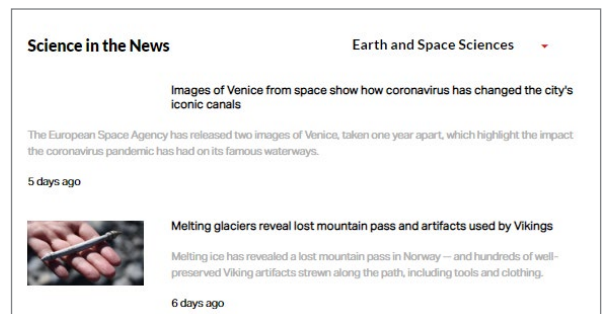 Science in the News
Earth and Space Sciences
Images of Venice from space show how coronavirus has changed the city's
iconic canals
The European Space Agency has released two images of Venice, taken one year apart, which highlight the impact
the coronavirus pandemic has had on its famous waterways.
5 days ago
Melting glaciers reveal lost mountain pass and artifacts used by Vikings
Melting ice has revealed a lost mountain pass in Norway — and hundreds of well-
preserved Viking artifacts strewn along the path, including tools and clothing.
6 days ago